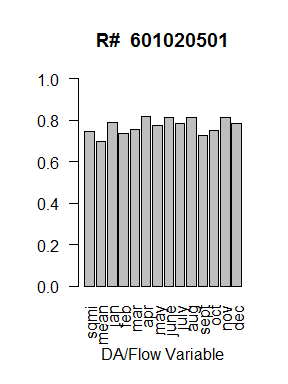 R# 601020501
1.0
0.8
0.6
0.4
0.2
0.0
sqmi
mean
jan
feb
mar
apr
may
june
july
aug
sept
oct
nov
dec
DA/Flow Variable